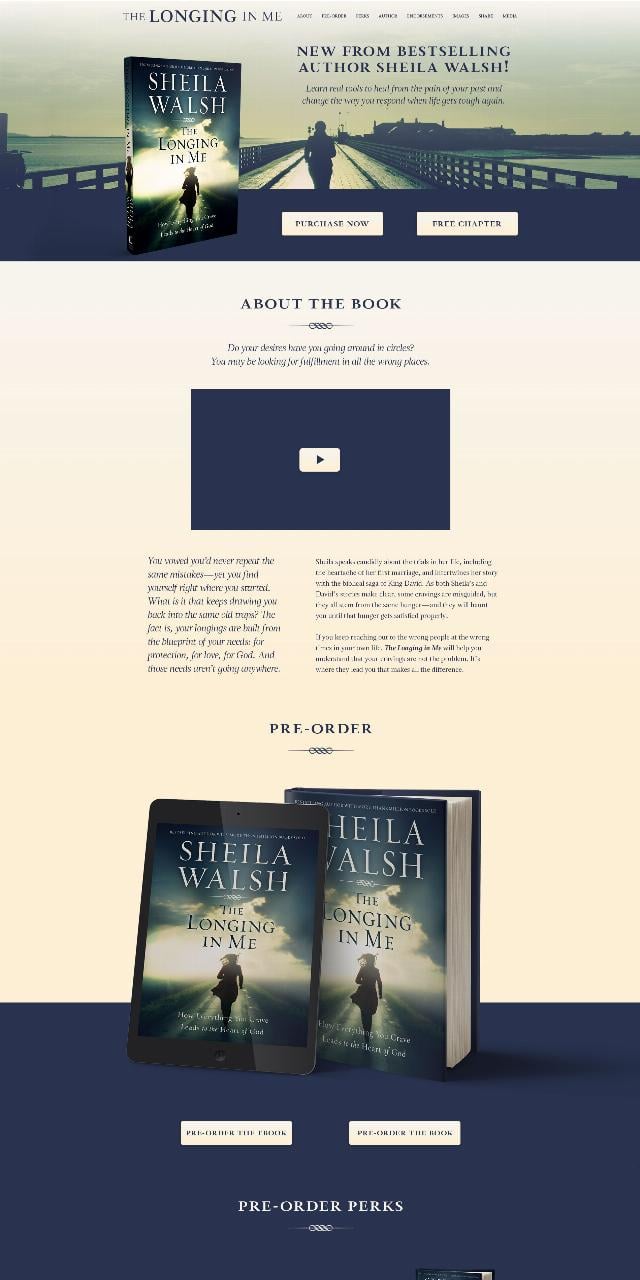 THE LONGING IN ME
ABOUT PRE-ORDER PERKS AUTHOR ENDORSEMENTS IMAGES SHARE MEDIA
NEW FROM BESTSELLING
AUTHOR SHEILA WALSH!
Learn real tools to heal from the pain of your past and
change the way you respond when life gets tough again.
SHEILA
WALSH
THE
LONGING
IN ME
How Everything You Crave
Leads to the Heart of God
PURCHASE NOW
FREE CHAPTER
ABOUT THE BOOK
Do your desires have you going around in circles?
You may be looking for fulfillment in all the wrong places.
You vowed you'd never repeat the
same mistakes—yet you find
yourself right where you started.
What is it that keeps drawing you
back into the same old traps? The
fact is, your longings are built from
the blueprint of your needs: for
protection, for love, for God. And
those needs aren't going anywhere.
Sheila speaks candidly about the trials in her life, including
the heartache of her first marriage, and intertwines her story
with the biblical saga of King David. As both Sheila's and
David's stories make clear, some cravings are misguided, but
they all stem from the same hunger—and they will haunt
you until that hunger gets satisfied properly.
If you keep reaching out to the wrong people at the wrong
times in your own life, The Longing in Me will help you
understand that your cravings are not the problem. It's
where they lead you that makes all the difference.
PRE-ORDER
SHEILA
WALSH
THE
LONGING
IN ME
How Everything You Crave
Leads to the Heart of God
HEILA
WALSH
THE
LONGING
IN ME
How Everything You Crave
Leads to the Heart of God
PRE-ORDER THE EBOOK
PRE-ORDER THE BOOK
PRE-ORDER PERKS